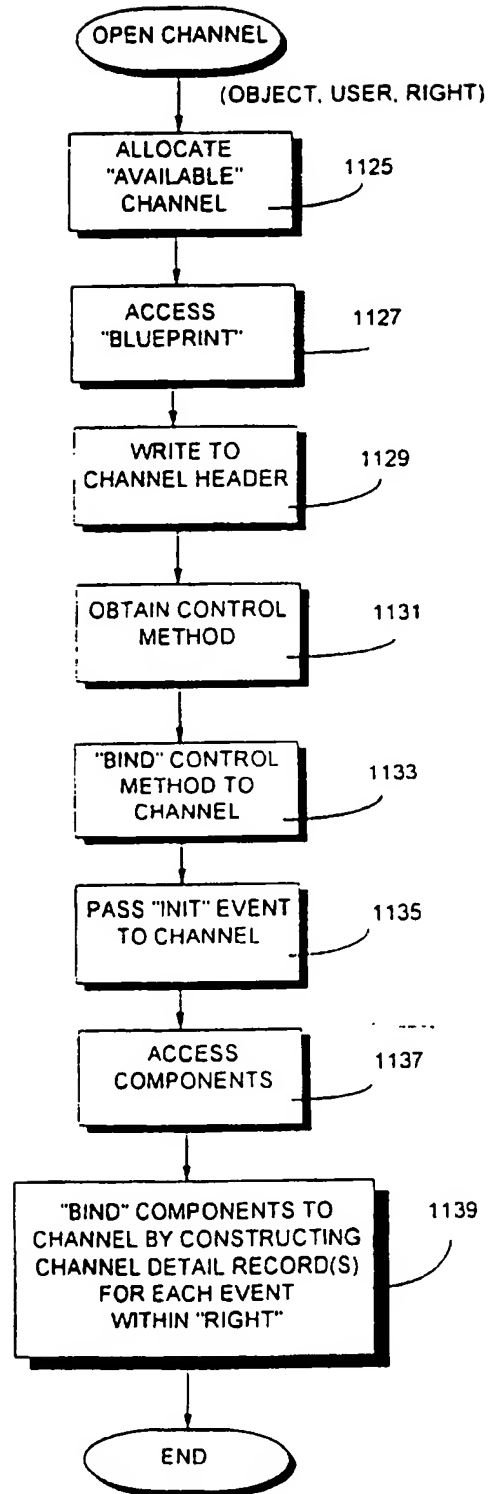 OPEN CHANNEL
(OBJECT, USER, RIGHT)
ALLOCATE
"AVAILABLE"
CHANNEL
1125
ACCESS
"BLUEPRINT"
1127
WRITE TO
CHANNEL HEADER
1129
OBTAIN CONTROL
METHOD
1131
"BIND" CONTROL
METHOD TO
CHANNEL
1133
PASS "INIT" EVENT
TO CHANNEL
1135
ACCESS
COMPONENTS
1137
"BIND" COMPONENTS TO
CHANNEL BY CONSTRUCTING
CHANNEL DETAIL RECORD(S)
FOR EACH EVENT
WITHIN "RIGHT"
1139
END